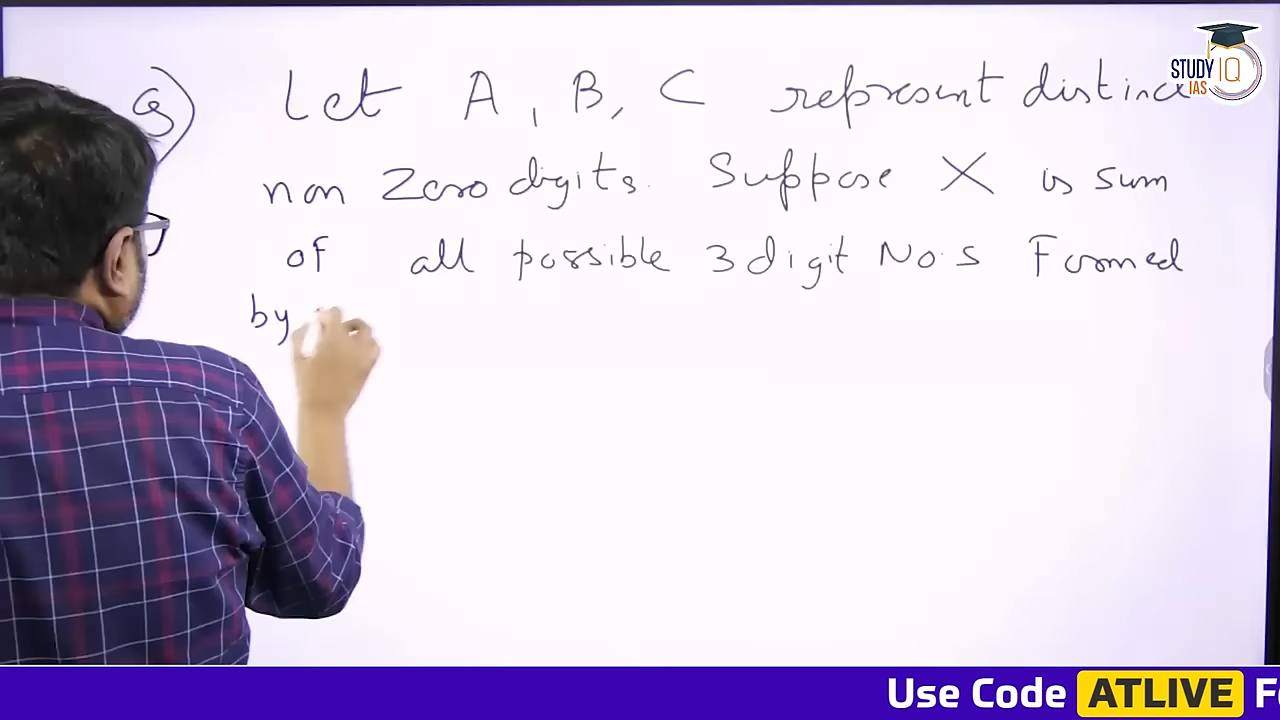 Q) Let A, B, C represent distinct
non Zero digits. Suppose X is sum
of all possible 3 digit No.s Formed
by
STUDY IQ
IAS
Use Code ATLIVE F